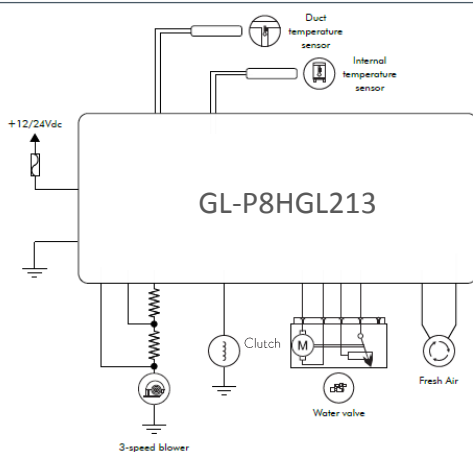 Duct
temperature
sensor
Internal
temperature
sensor
+12/24Vdc
GL-P8HGL213
Clutch
M
Fresh Air
Water valve
3-speed blower